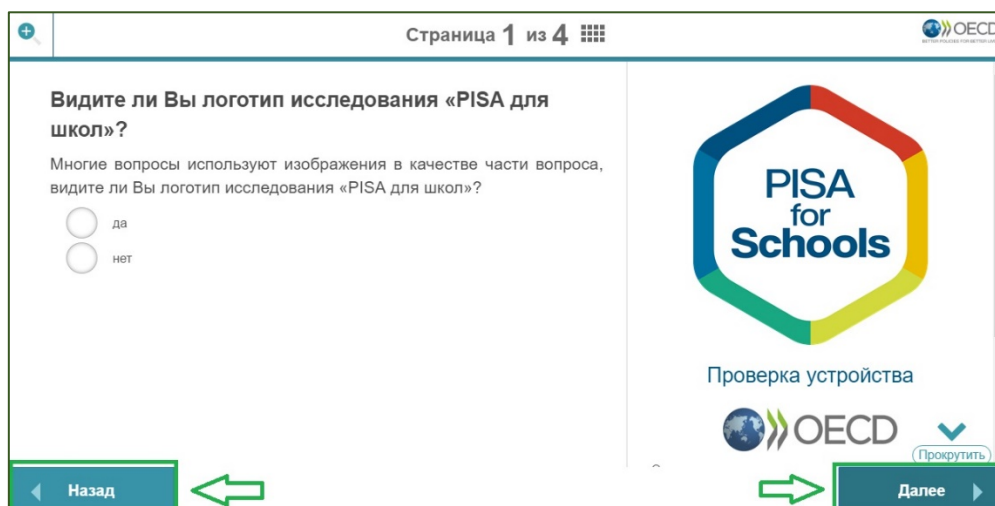 Страница 1 из 4
OECD
Видите ли Вы логотип исследования «PISA для
школ»?
Многие вопросы используют изображения в качестве части вопроса,
видите ли Вы логотип исследования «PISA для школ»?
да
нет
PISA
for
Schools
Проверка устройства
OECD
Прокрутить
Назад
Далее